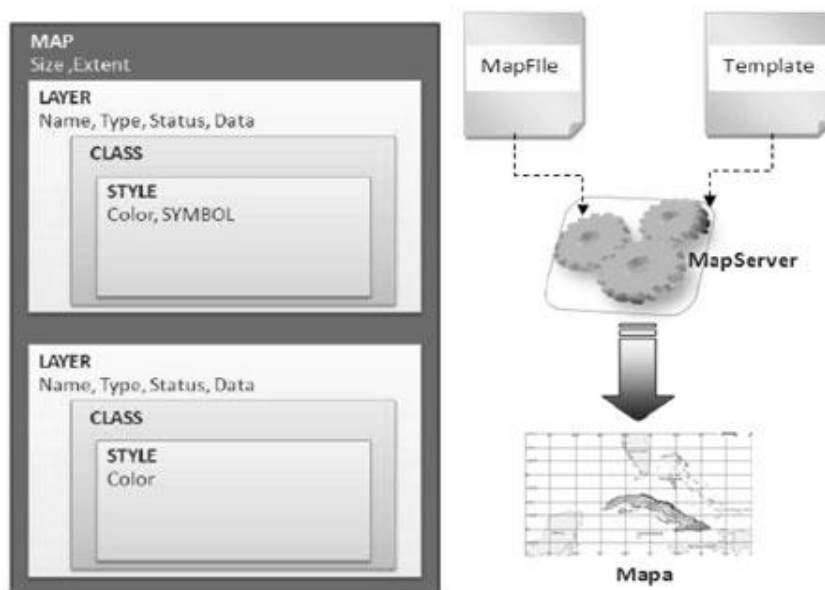 MAP
Size ,Extent
LAYER
Name, Type, Status, Data
CLASS
STYLE
Color, SYMBOL
LAYER
Name, Type, Status, Data
CLASS
STYLE
Color
MapFile
Template
MapServer
Mapa